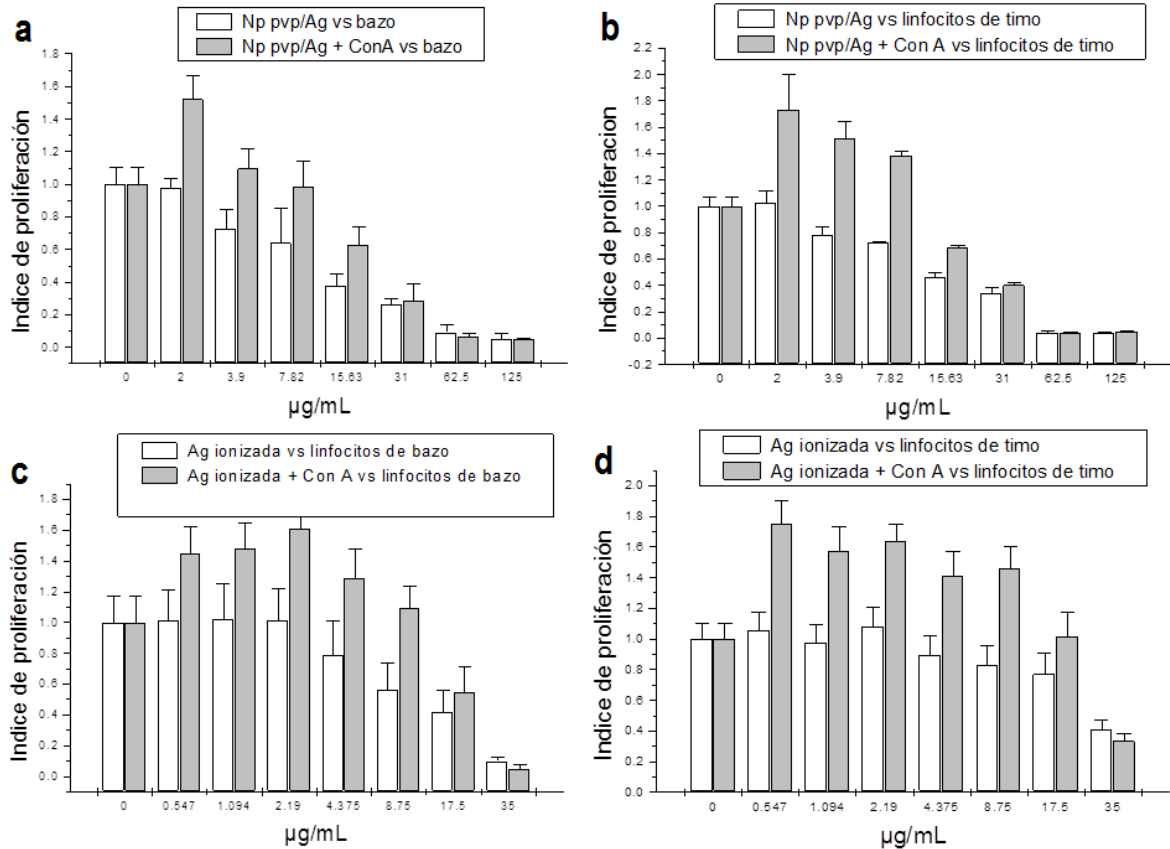 a
Np pvp/Ag vs bazo
Np pvp/Ag + ConA vs bazo
Indice de proliferación
1.8
1.6
1.4
1.2
1.0
0.8
0.6
0.4
0.2
0.0
0 2 3.9 7.82 15.63 31 62.5 125
µg/mL
b
Np pvp/Ag vs linfocitos de timo
Np pvp/Ag + Con A vs linfocitos de timo
Indice de proliferacion
2.2
2.0
1.8
1.6
1.4
1.2
1.0
0.8
0.6
0.4
0.2
0.0
-0.2
0 2 3.9 7.82 15.63 31 62.5 125
µg/mL
c
Ag ionizada vs linfocitos de bazo
Ag ionizada + Con A vs linfocitos de bazo
Indice de proliferación
1.8
1.6
1.4
1.2
1.0
0.8
0.6
0.4
0.2
0.0
0 0.547 1.094 2.19 4.375 8.75 17.5 35
µg/mL
d
Ag ionizada vs linfocitos de timo
Ag ionizada + Con A vs linfocitos de timo
Indice de proliferación
2.0
1.8
1.6
1.4
1.2
1.0
0.8
0.6
0.4
0.2
0.0
0 0.547 1.094 2.19 4.375 8.75 17.5 35
µg/mL